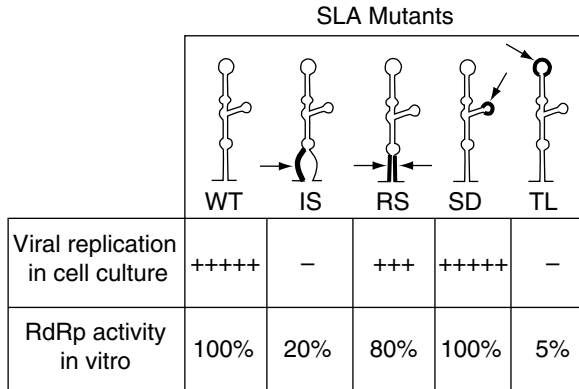 SLA Mutants
WT IS RS SD TL
Viral replication
in cell culture
+++++ – +++ +++++ –
RdRp activity
in vitro
100% 20% 80% 100% 5%